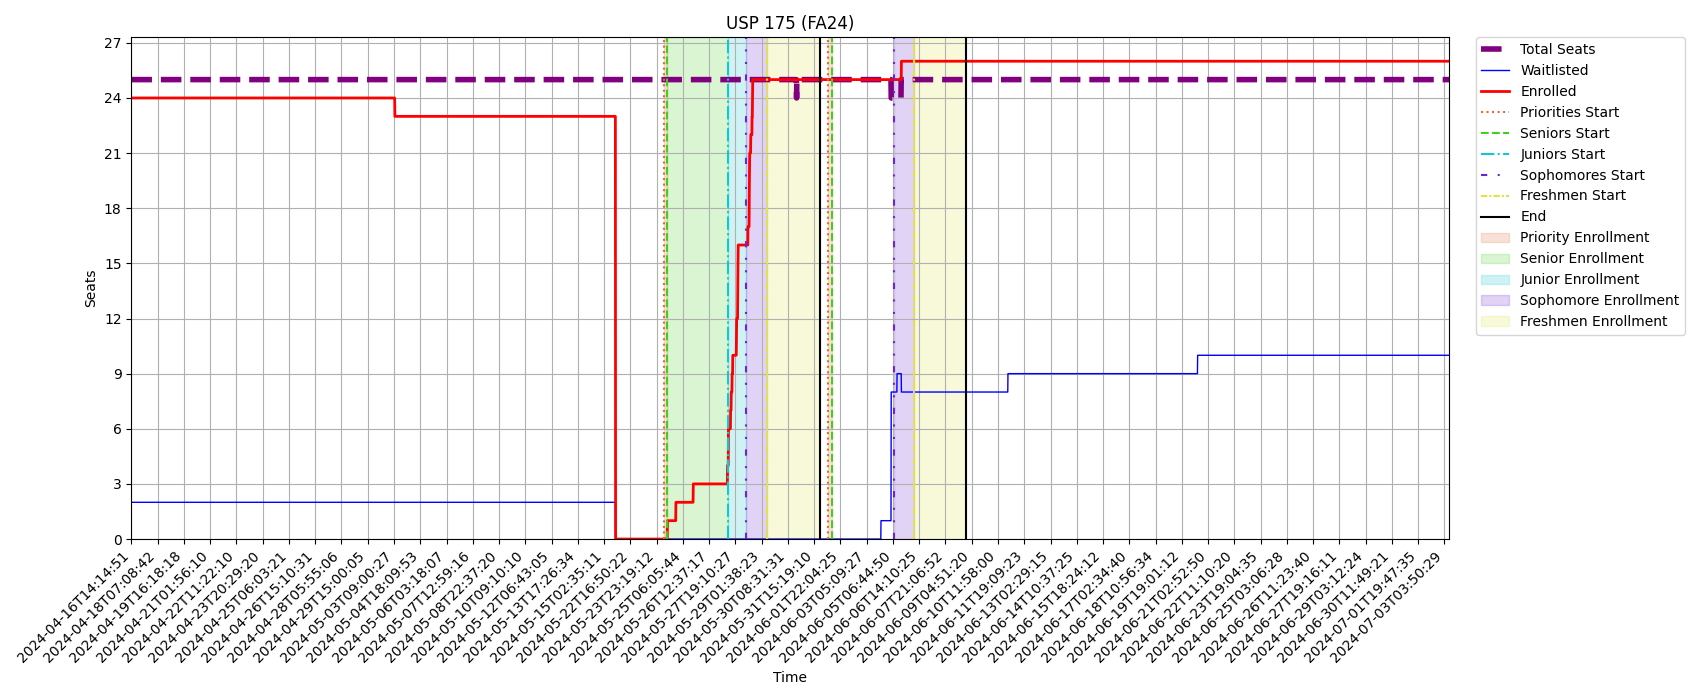 USP 175 (FA24)
27
24
21
18
15
12
9
6
3
0
Seats
2024-04-16T14:14:51
2024-04-18T07:08:42
2024-04-19T16:18:18
2024-04-21T01:56:10
2024-04-22T11:22:10
2024-04-23T20:29:20
2024-04-25T06:03:21
2024-04-26T15:10:31
2024-04-28T05:55:06
2024-04-29T15:00:05
2024-05-03T09:00:27
2024-05-04T18:09:53
2024-05-06T03:18:07
2024-05-07T12:59:16
2024-05-08T22:37:20
2024-05-10T09:10:10
2024-05-12T06:43:05
2024-05-13T17:26:34
2024-05-15T02:35:11
2024-05-22T16:50:22
2024-05-23T23:19:12
2024-05-25T06:05:44
2024-05-26T12:37:17
2024-05-27T19:10:27
2024-05-29T01:38:23
2024-05-30T08:31:31
2024-05-31T15:19:10
2024-06-01T22:04:25
2024-06-03T05:09:27
2024-06-05T06:44:50
2024-06-06T14:10:25
2024-06-07T21:06:52
2024-06-09T04:51:20
2024-06-10T11:58:00
2024-06-11T19:09:23
2024-06-13T02:29:15
2024-06-14T10:37:25
2024-06-15T18:24:12
2024-06-17T02:34:40
2024-06-18T10:56:34
2024-06-19T19:01:12
2024-06-21T02:52:50
2024-06-22T11:10:20
2024-06-23T19:04:35
2024-06-25T03:06:28
2024-06-26T11:23:40
2024-06-27T19:16:11
2024-06-29T03:12:24
2024-06-30T11:49:21
2024-07-01T19:47:35
2024-07-03T03:50:29
Time
Total Seats
Waitlisted
Enrolled
Priorities Start
Seniors Start
Juniors Start
Sophomores Start
Freshmen Start
End
Priority Enrollment
Senior Enrollment
Junior Enrollment
Sophomore Enrollment
Freshmen Enrollment